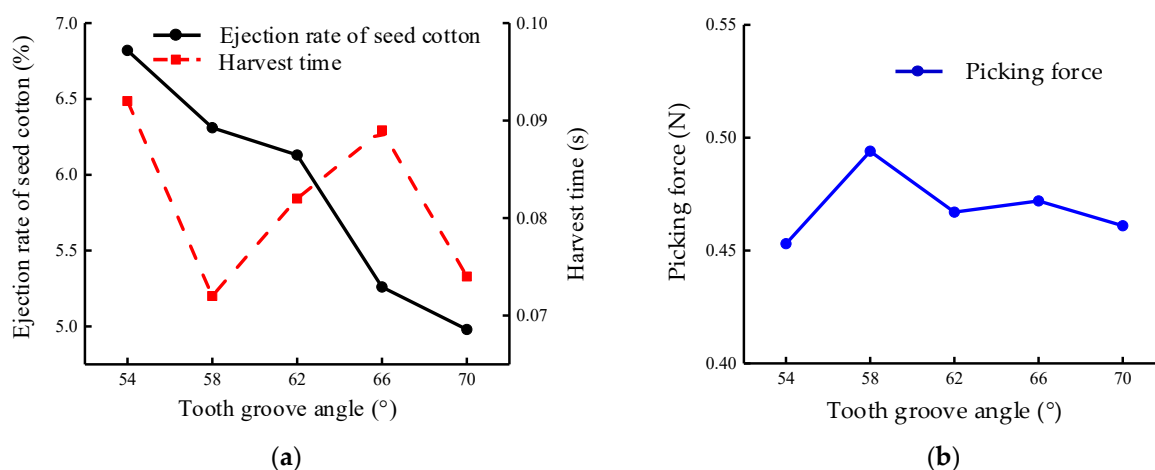 Ejection rate of seed cotton (%)
7.0
6.5
6.0
5.5
5.0
Ejection rate of seed cotton
Harvest time
0.10
0.09
0.08
0.07
Harvest time (s)
54 58 62 66 70
Tooth groove angle (°)
(a)
Picking force (N)
0.55
0.50
0.45
0.40
Picking force
54 58 62 66 70
Tooth groove angle (°)
(b)